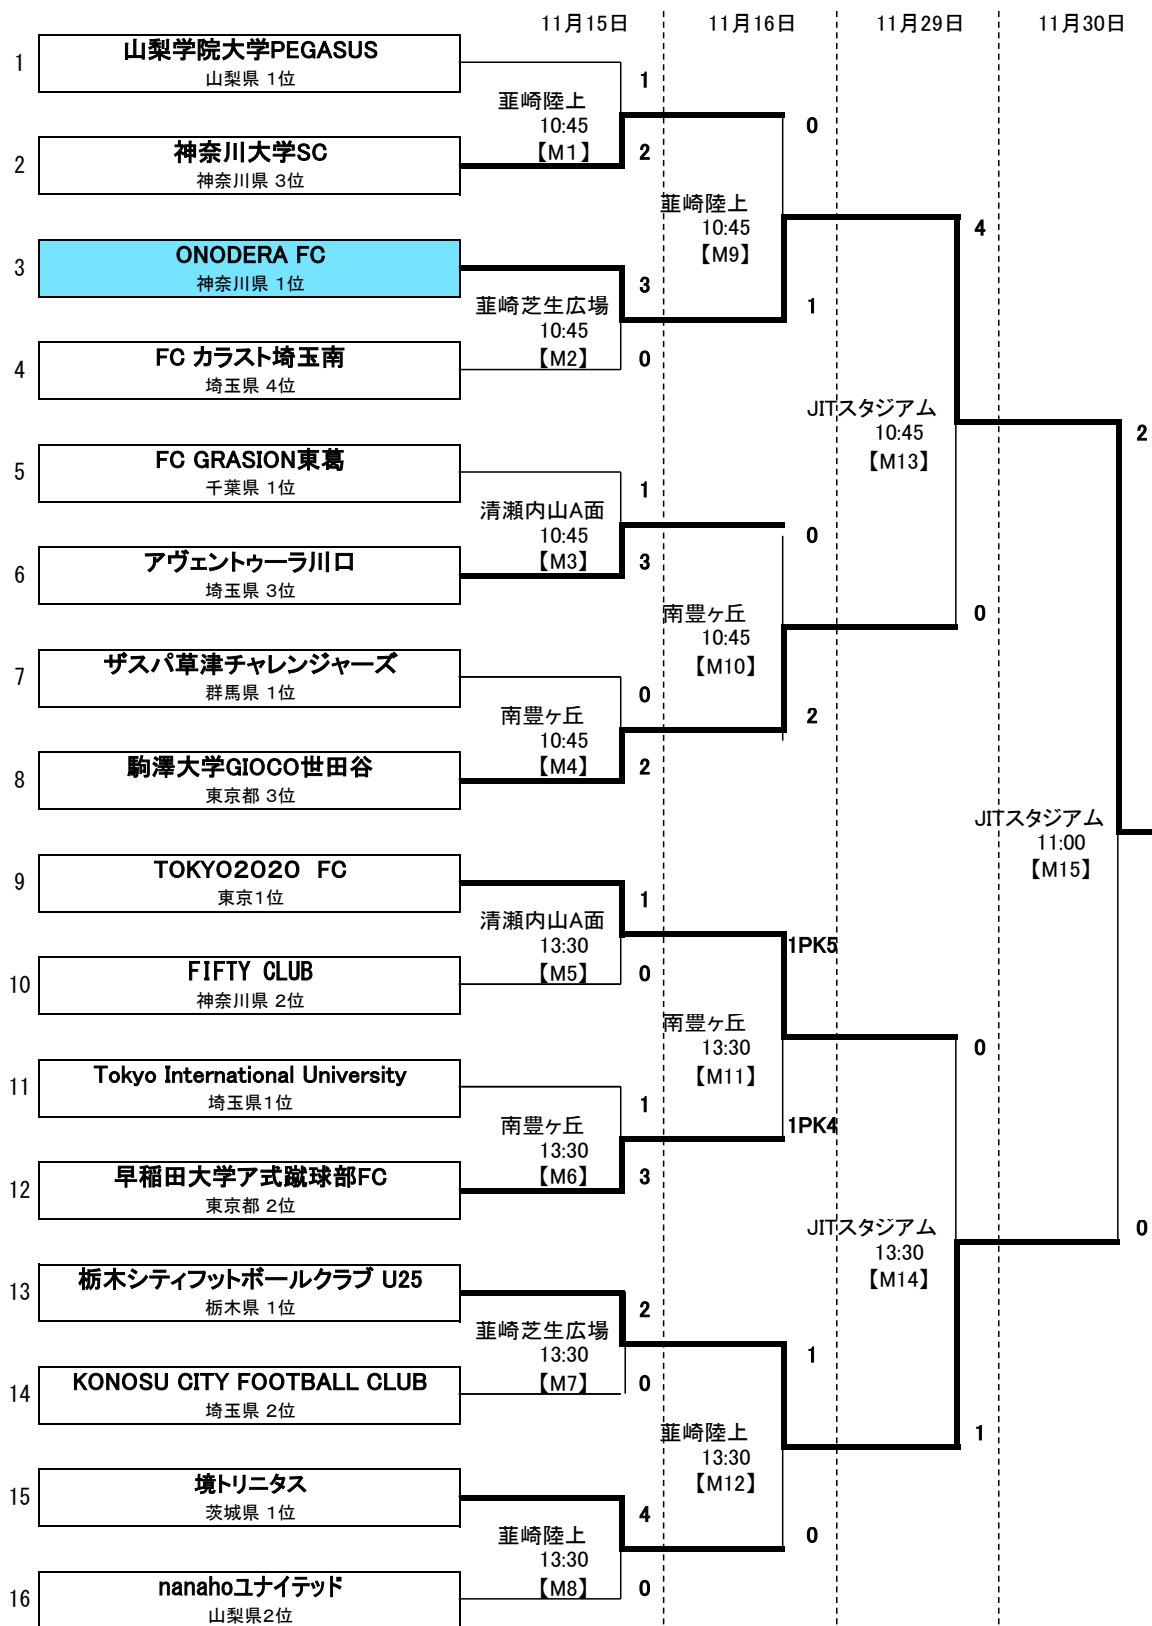 11月15日 11月16日 11月29日 11月30日
1 山梨学院大学PEGASUS
山梨県 1位
1
韮崎陸上
10:45
【M1】
0
2 神奈川大学SC
神奈川県 3位
2
韮崎陸上
10:45
【M9】
4
3 ONODERA FC
神奈川県 1位
3
韮崎芝生広場
10:45
【M2】
1
4 FC カラスト埼玉南
埼玉県 4位
0
JITスタジアム
10:45
【M13】
2
5 FC GRASION東葛
千葉県 1位
1
清瀬内山A面
10:45
【M3】
0
6 アヴェントゥーラ川口
埼玉県 3位
3
南豊ヶ丘
10:45
【M10】
0
7 ザスパ草津チャレンジャーズ
群馬県 1位
0
南豊ヶ丘
10:45
【M4】
2
8 駒澤大学GIOCO世田谷
東京都 3位
2
JITスタジアム
11:00
【M15】
9 TOKYO2020 FC
東京1位
1
清瀬内山A面
13:30
【M5】
1PK5
10 FIFTY CLUB
神奈川県 2位
0
南豊ヶ丘
13:30
【M11】
0
11 Tokyo International University
埼玉県1位
1
南豊ヶ丘
13:30
【M6】
1PK4
12 早稲田大学ア式蹴球部FC
東京都 2位
3
JITスタジアム
13:30
【M14】
0
13 栃木シティフットボールクラブ U25
栃木県 1位
2
韮崎芝生広場
13:30
【M7】
1
14 KONOSU CITY FOOTBALL CLUB
埼玉県 2位
0
韮崎陸上
13:30
【M12】
1
15 境トリニタス
茨城県 1位
4
韮崎陸上
13:30
【M8】
0
16 nanahoユナイテッド
山梨県2位
0